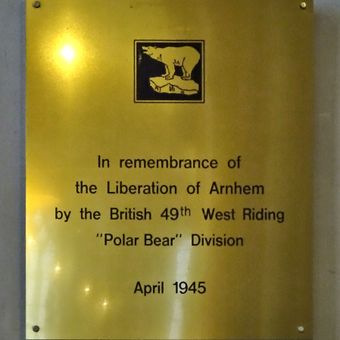 In remembrance of
the Liberation of Arnhem
by the British 49th West Riding
"Polar Bear" Division
April 1945